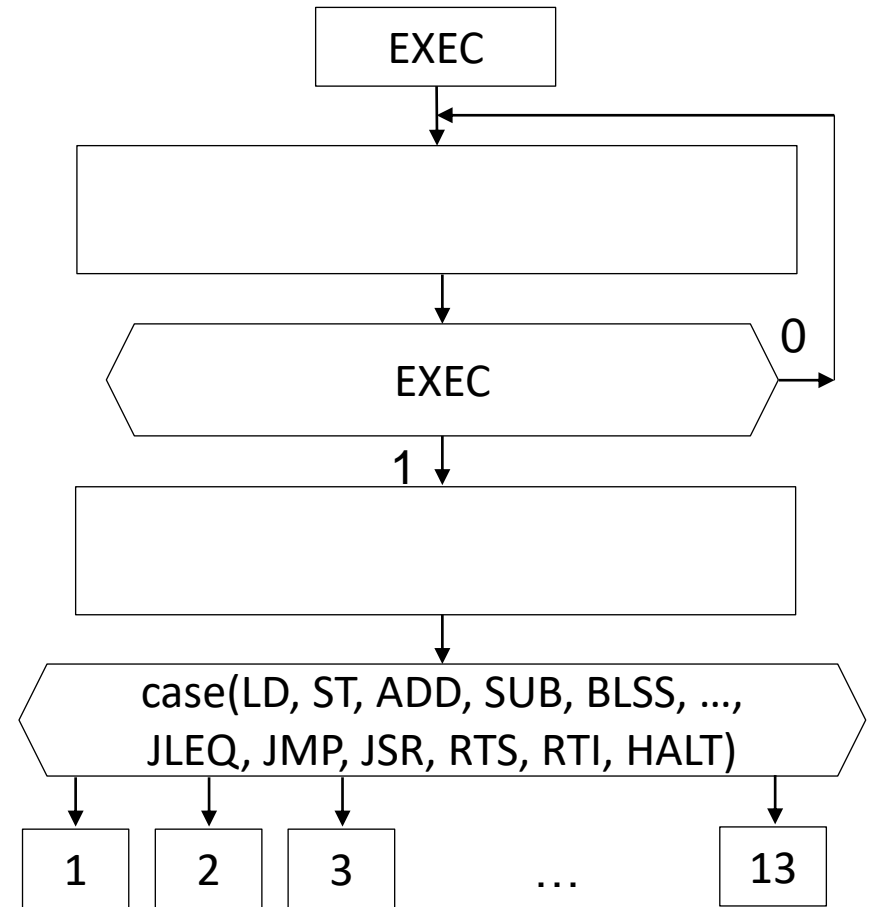 EXEC
0
EXEC
1
case(LD, ST, ADD, SUB, BLSS, …,
JLEQ, JMP, JSR, RTS, RTI, HALT)
1 2 3 … 13